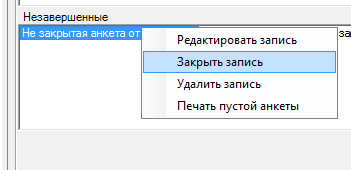 Незавершенные
Не закрытая анкета от
Редактировать запись
Закрыть запись
Удалить запись
Печать пустой анкеты